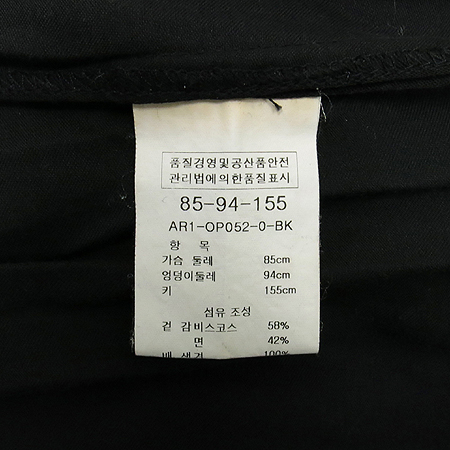 품질경영및공산품안전
관리법에의한품질표시
85-94-155
AR1-OP052-0-BK
항 목
가슴 둘레 85cm
엉덩이둘레 94cm
키 155cm
섬유 조성
겉 감비스코스 58%
면 42%
100%